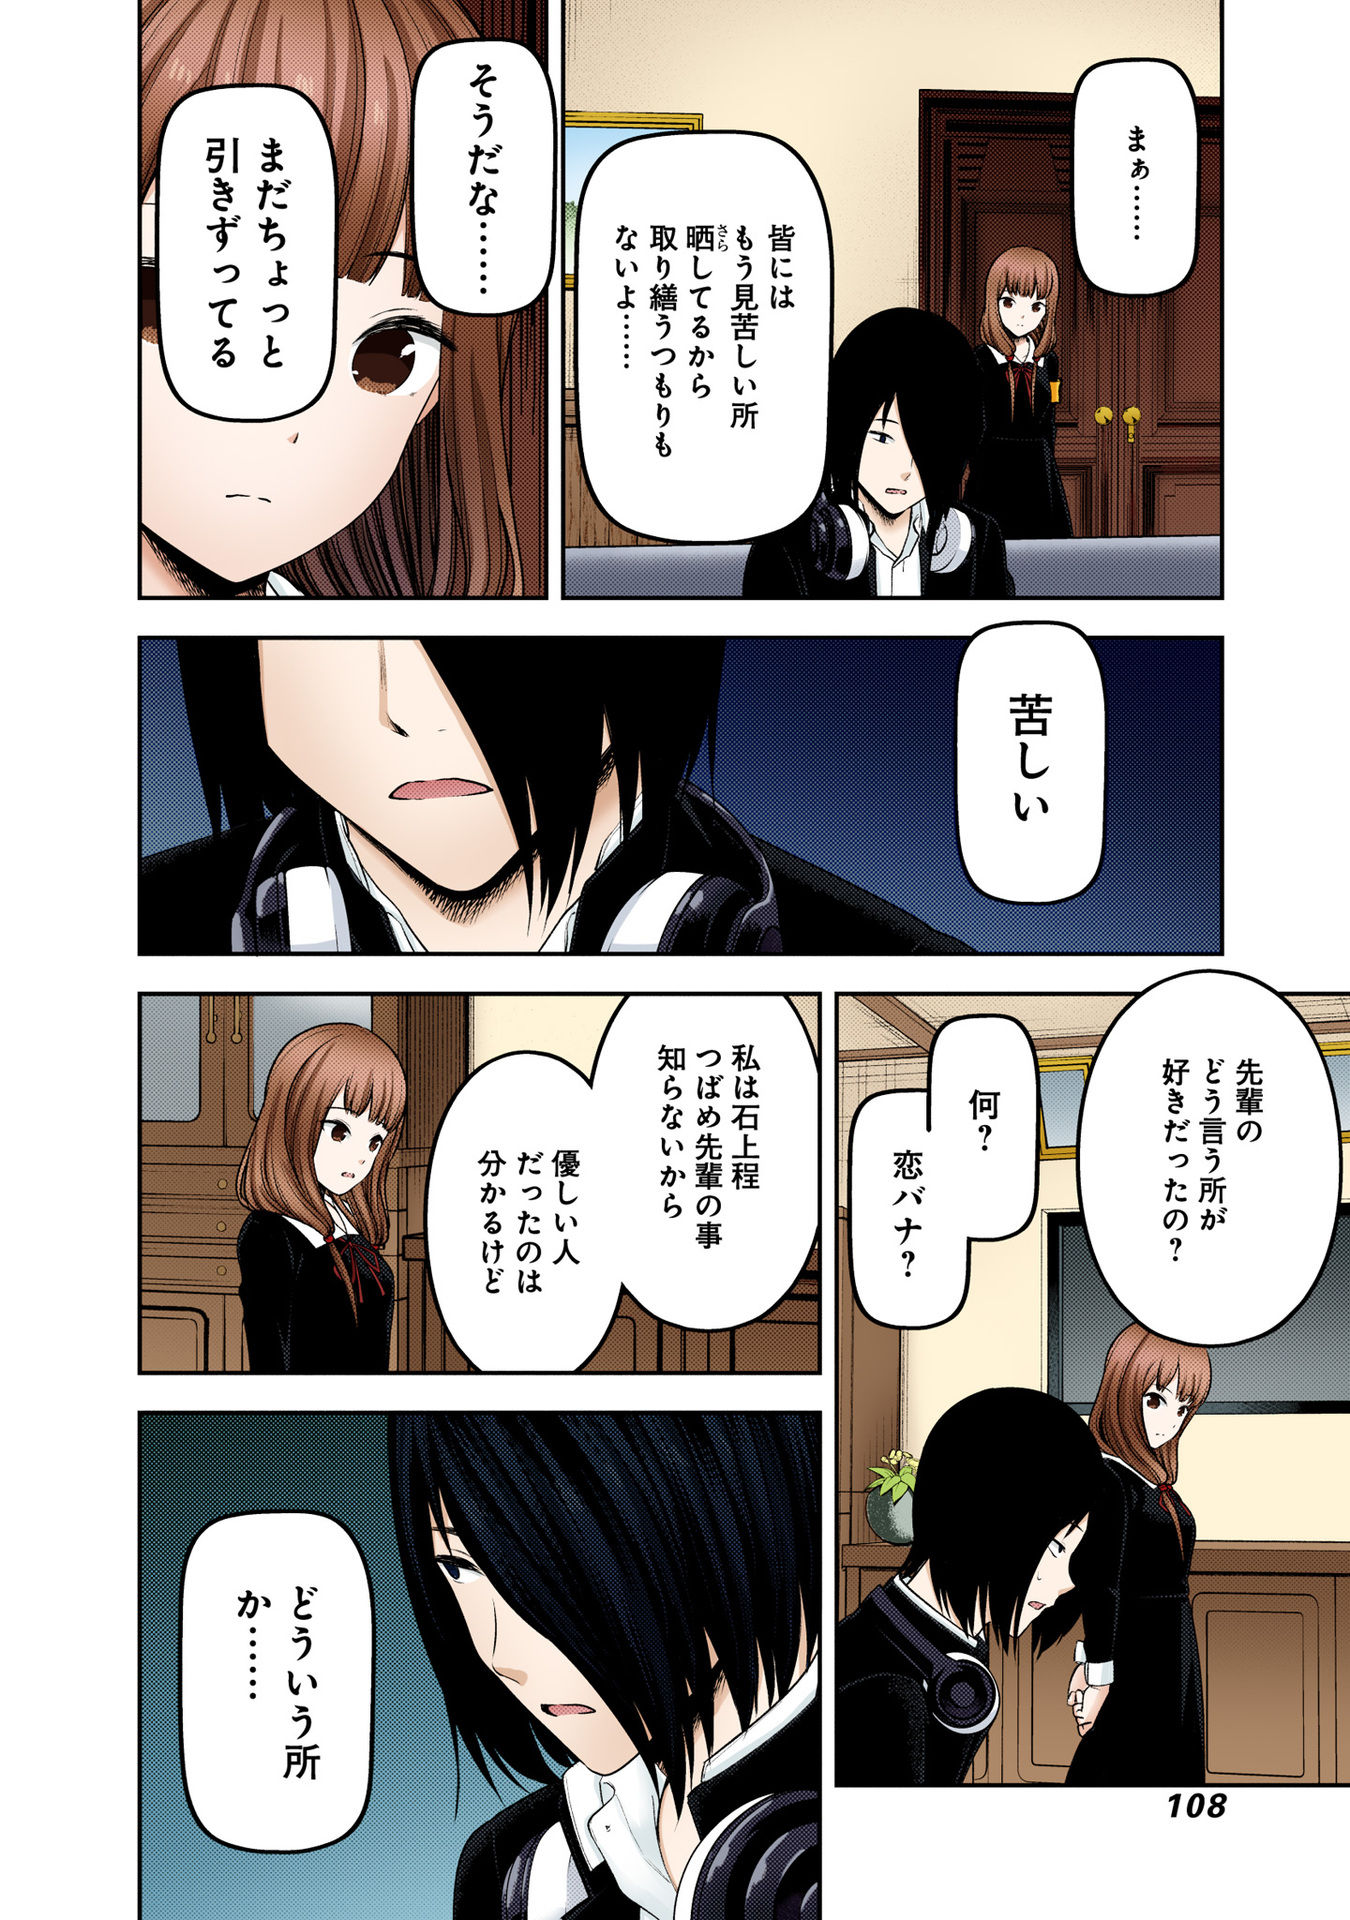 まぁ……
皆には
もう見苦しい所
晒してるから
さら
取り繕うつもりも
ないよ……
そうだな……
まだちょっと
引きずってる
苦しい
先輩の
どう言う所が
好きだったの？
何？
恋バナ？
私は石上程
つばめ先輩の事
知らないから
優しい人
だったのは
分かるけど
どういう所
か……
108